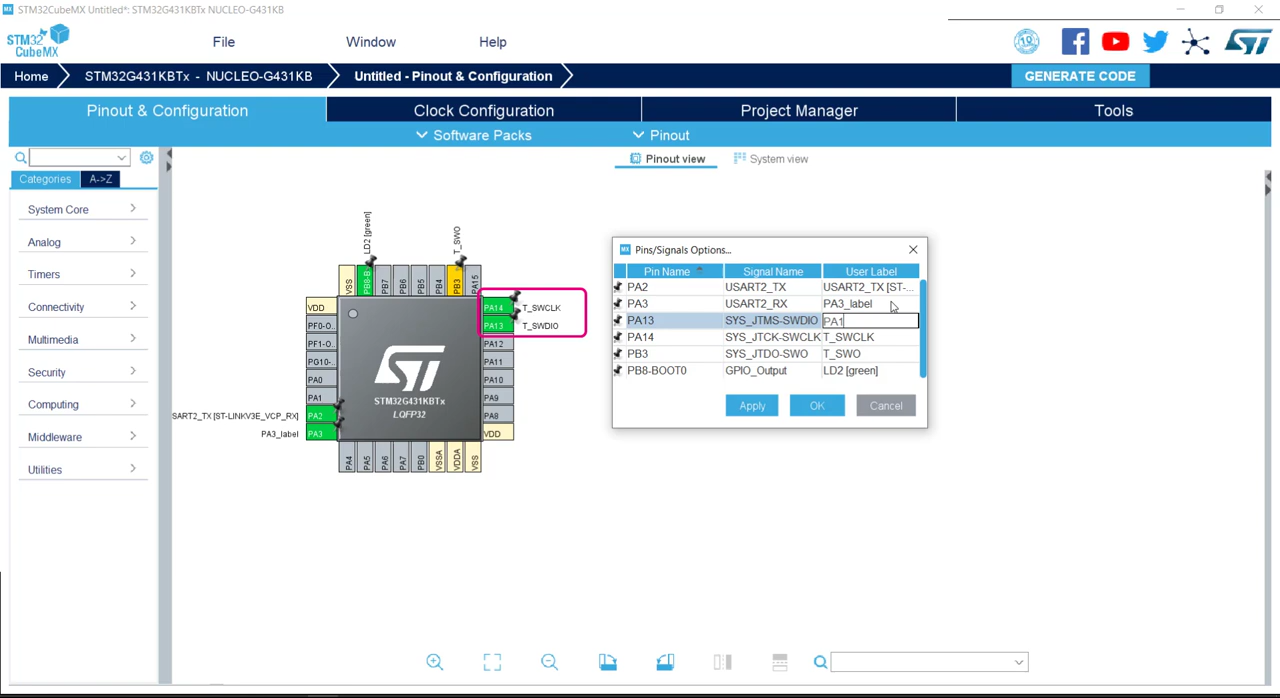 MX STM32CubeMX Untitled*: STM32G431KBTx NUCLEO-G431KB
STM32
CubeMX
File
Window
Help
10
Home
STM32G431KBTx - NUCLEO-G431KB
Untitled - Pinout & Configuration
GENERATE CODE
Pinout & Configuration
Clock Configuration
Project Manager
Tools
Software Packs
Pinout
Pinout view
System view
Categories
A->Z
System Core
Analog
Timers
Connectivity
Multimedia
Security
Computing
Middleware
Utilities
LD2 [green]
T_SWO
VSS
PB8-B
PB7
PB6
PB5
PB4
PB3
PA15
VDD
PF0-O..
PF1-O..
PG10-..
PA0
PA1
PA2
PA3
SART2_TX [ST-LINKV3E_VCP_RX]
PA3_label
PA14
T_SWCLK
PA13
T_SWDIO
PA12
PA11
PA10
PA9
PA8
VDD
ST
STM32G431KBTx
LQFP32
PA4
PA5
PA6
PA7
PB0
VSSA
VDDA
VSS
MX Pins/Signals Options...
Pin Name Signal Name User Label
PA2 USART2_TX USART2_TX [ST-...
PA3 USART2_RX PA3_label
PA13 SYS_JTMS-SWDIO PA1
PA14 SYS_JTCK-SWCLK T_SWCLK
PB3 SYS_JTDO-SWO T_SWO
PB8-BOOT0 GPIO_Output LD2 [green]
Apply
OK
Cancel